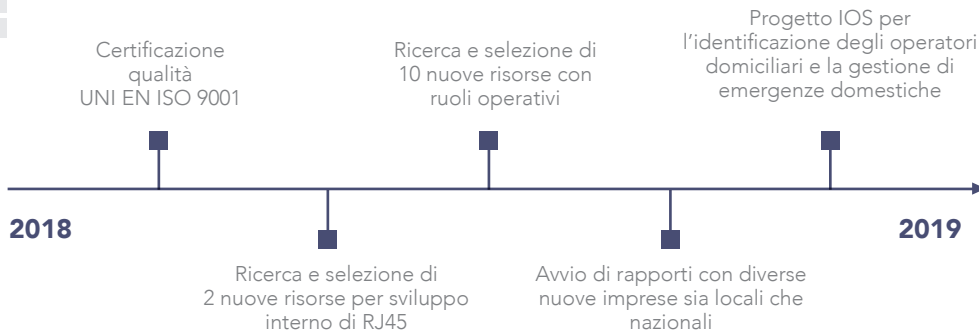 Certificazione
qualità
UNI EN ISO 9001
Ricerca e selezione di
10 nuove risorse con
ruoli operativi
Progetto IOS per
l’identificazione degli operatori
domiciliari e la gestione di
emergenze domestiche
2018
2019
Ricerca e selezione di
2 nuove risorse per sviluppo
interno di RJ45
Avvio di rapporti con diverse
nuove imprese sia locali che
nazionali